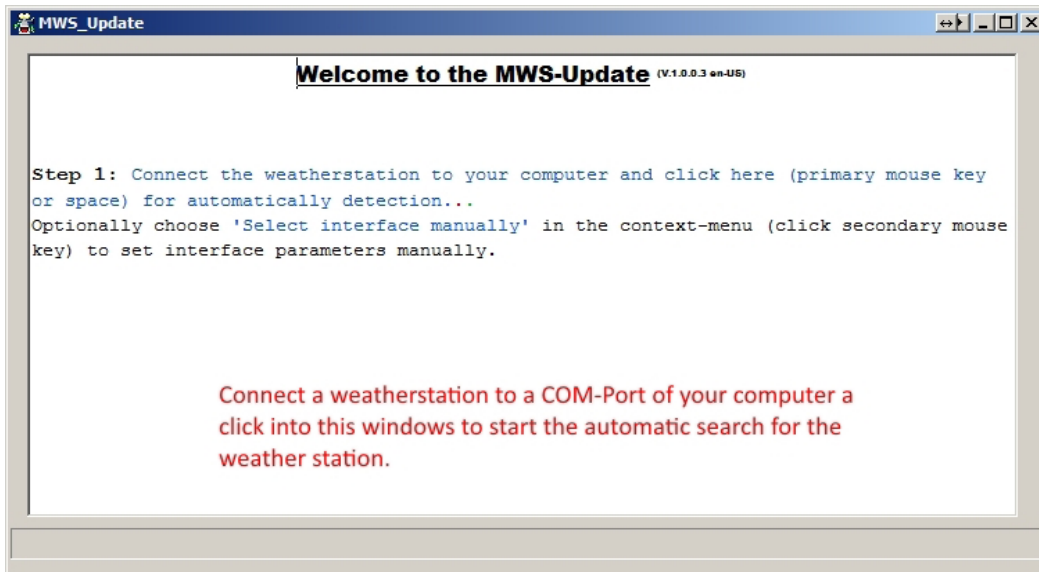 MWS_Update
Welcome to the MWS-Update (V.1.0.0.3 en-US)
Step 1: Connect the weatherstation to your computer and click here (primary mouse key
or space) for automatically detection...
Optionally choose 'Select interface manually' in the context-menu (click secondary mouse
key) to set interface parameters manually.
Connect a weatherstation to a COM-Port of your computer a
click into this windows to start the automatic search for the
weather station.